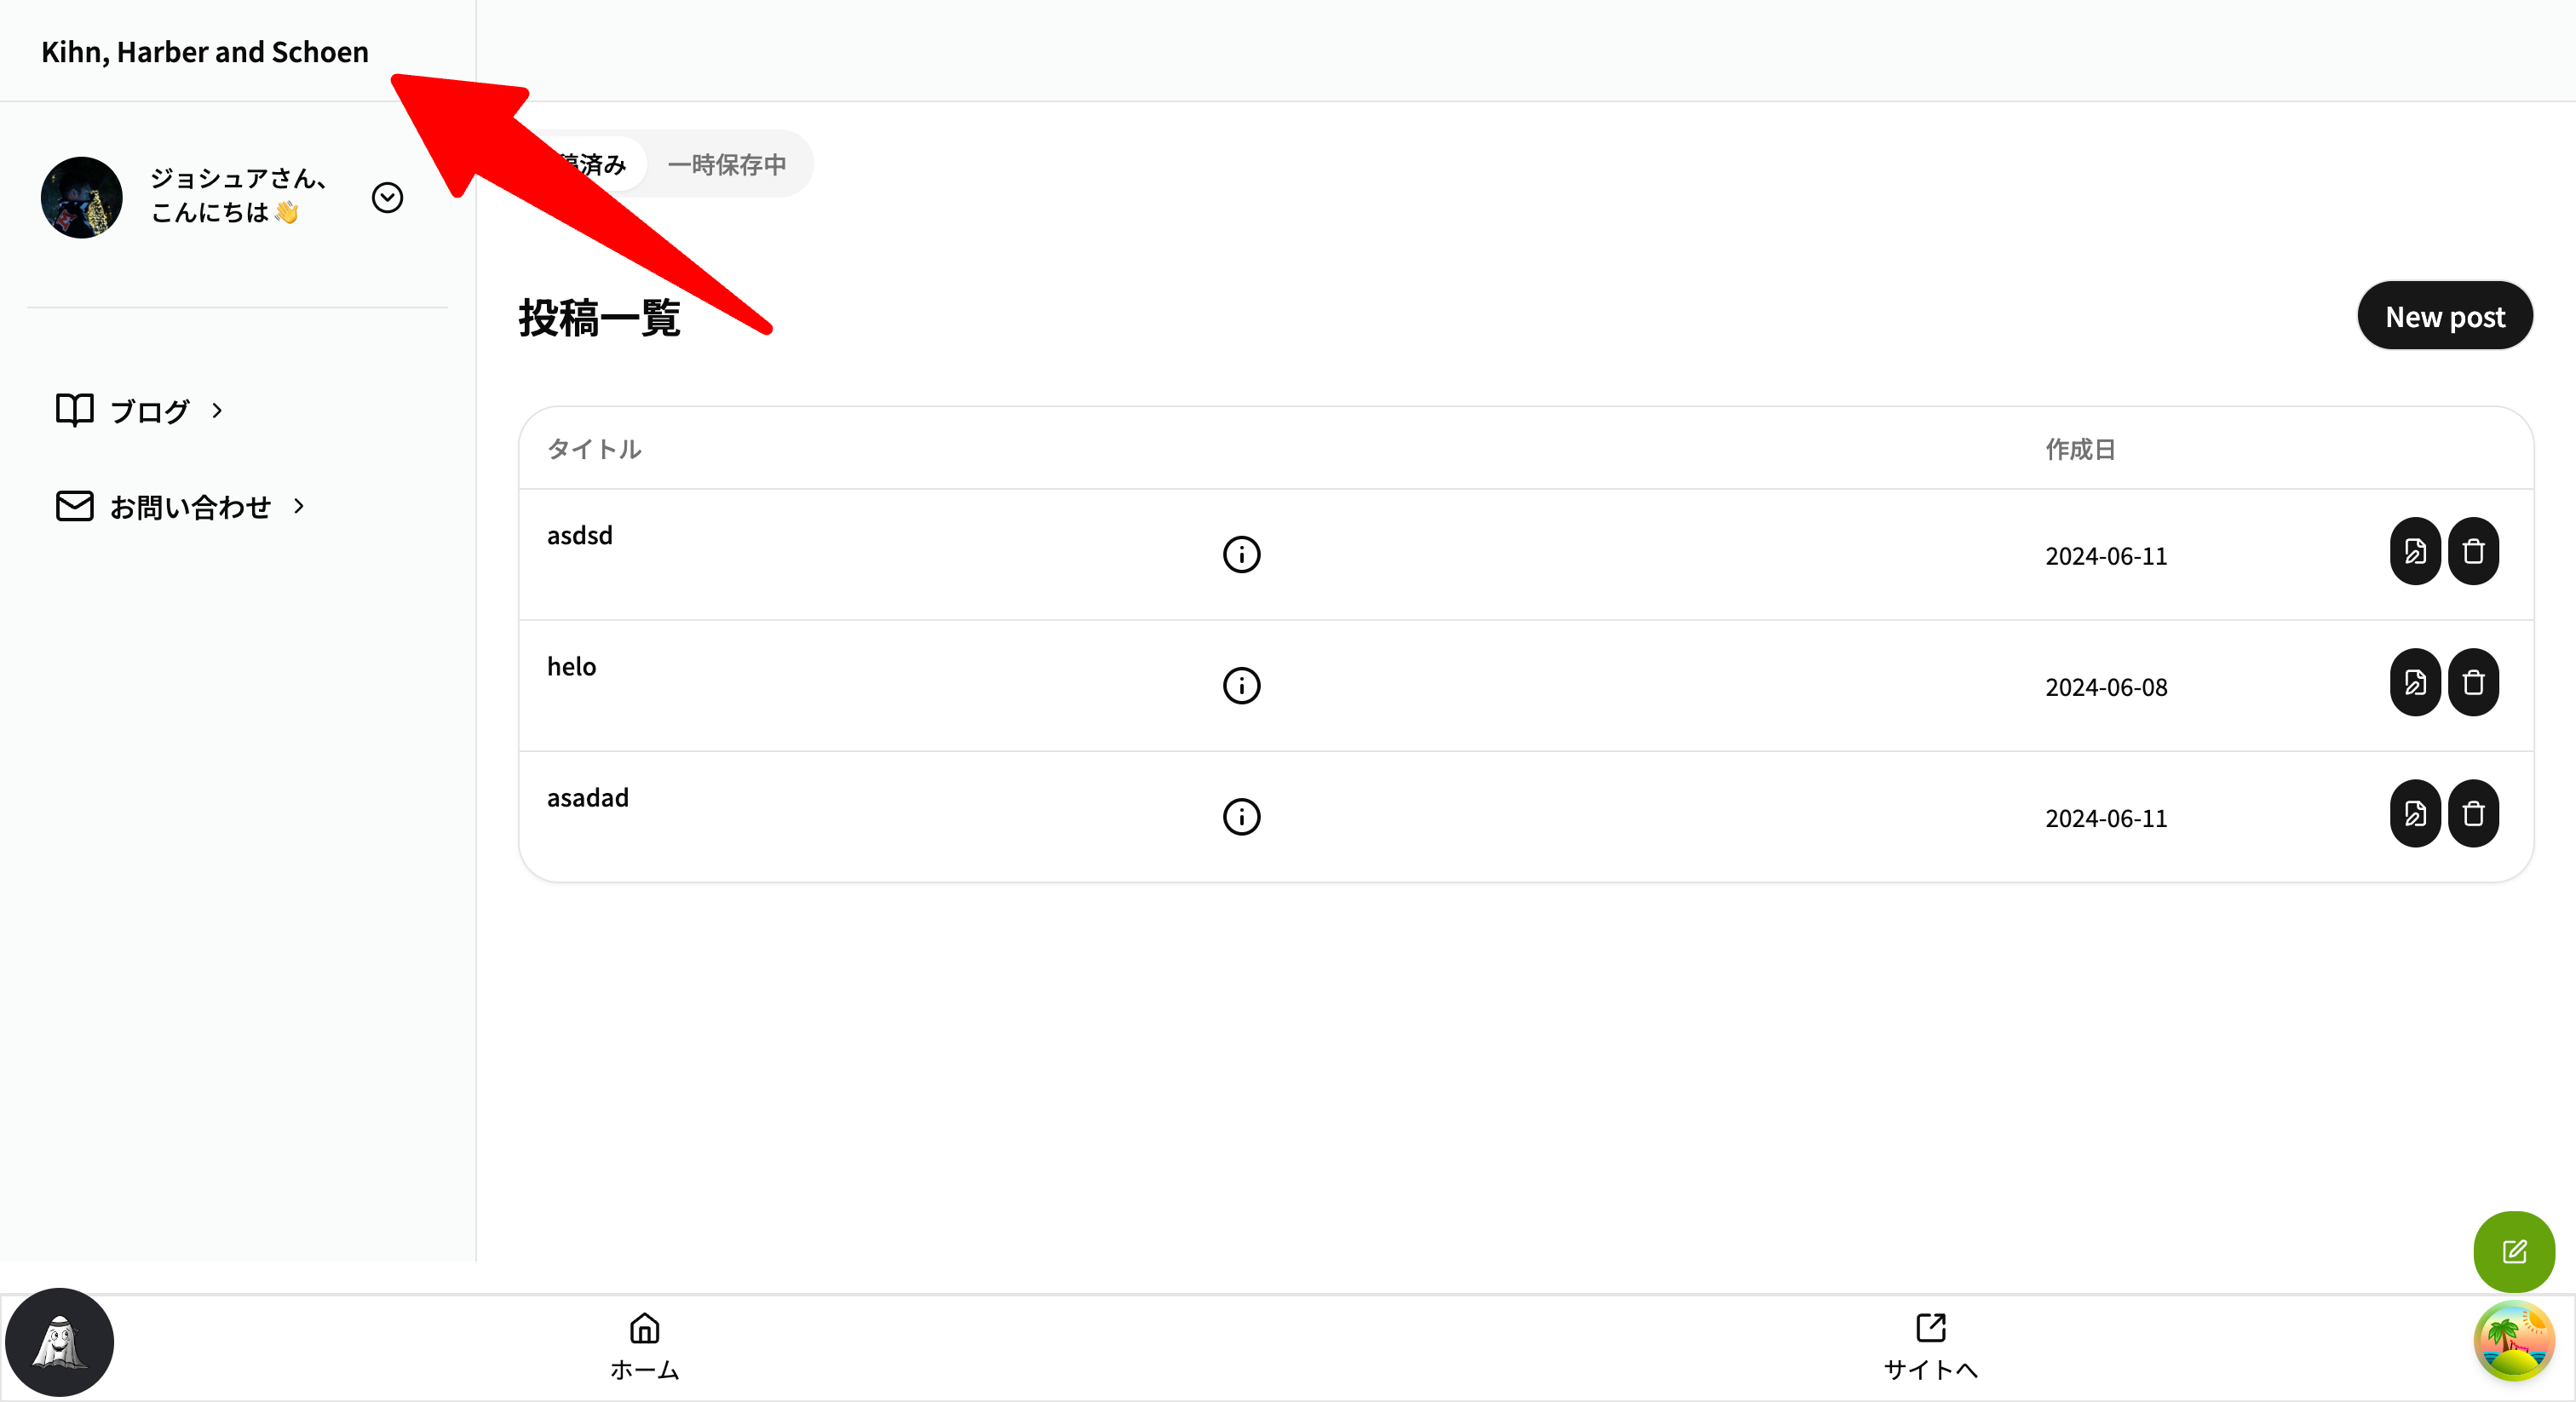 Kihn, Harber and Schoen
ジョシュアさん、
こんにちは👋
ブログ
お問い合わせ
済み
一時保存中
投稿一覧
New post
タイトル 作成日
asdsd 2024-06-11
helo 2024-06-08
asadad 2024-06-11
ホーム
サイトへ